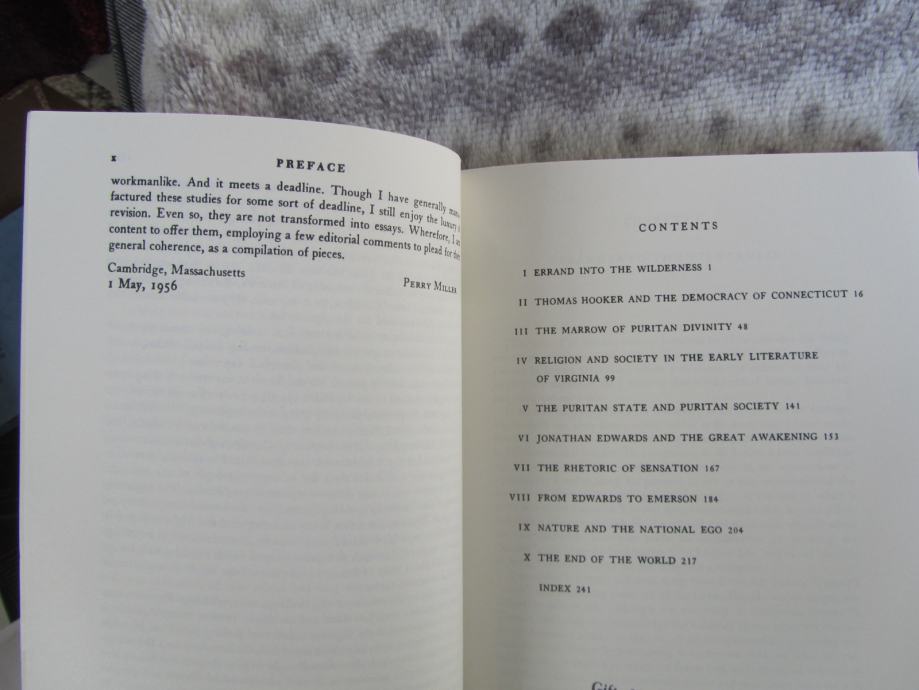 x
PREFACE
workmanlike. And it meets a deadline. Though I have generally manu-
factured these studies for some sort of deadline, I still enjoy the luxury
revision. Even so, they are not transformed into essays. Wherefore, I
content to offer them, employing a few editorial comments to plead for
general coherence, as a compilation of pieces.
Cambridge, Massachusetts
1 May, 1956
PERRY MILLER
CONTENTS
I ERRAND INTO THE WILDERNESS 1
II THOMAS HOOKER AND THE DEMOCRACY OF CONNECTICUT 16
III THE MARROW OF PURITAN DIVINITY 48
IV RELIGION AND SOCIETY IN THE EARLY LITERATURE
OF VIRGINIA 99
V THE PURITAN STATE AND PURITAN SOCIETY 141
VI JONATHAN EDWARDS AND THE GREAT AWAKENING 153
VII THE RHETORIC OF SENSATION 167
VIII FROM EDWARDS TO EMERSON 184
IX NATURE AND THE NATIONAL EGO 204
X THE END OF THE WORLD 217
INDEX 241